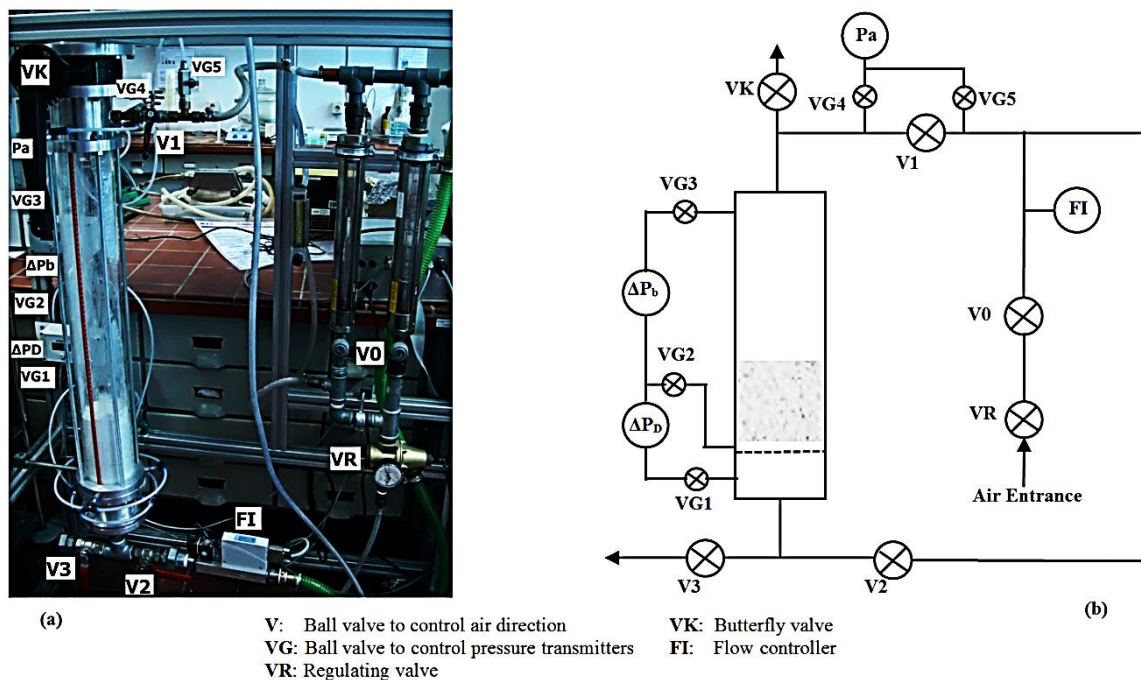 VK
VG5
VG4
V1
Pa
VG3
ΔPb
VG2
ΔPD
VG1
V0
VR
FI
V3
V2
(a)
Pa
VK
VG4
VG5
V1
VG3
FI
ΔPb
V0
VG2
ΔPD
VR
VG1
Air Entrance
V3
V2
(b)
V: Ball valve to control air direction
VG: Ball valve to control pressure transmitters
VR: Regulating valve
VK: Butterfly valve
FI: Flow controller